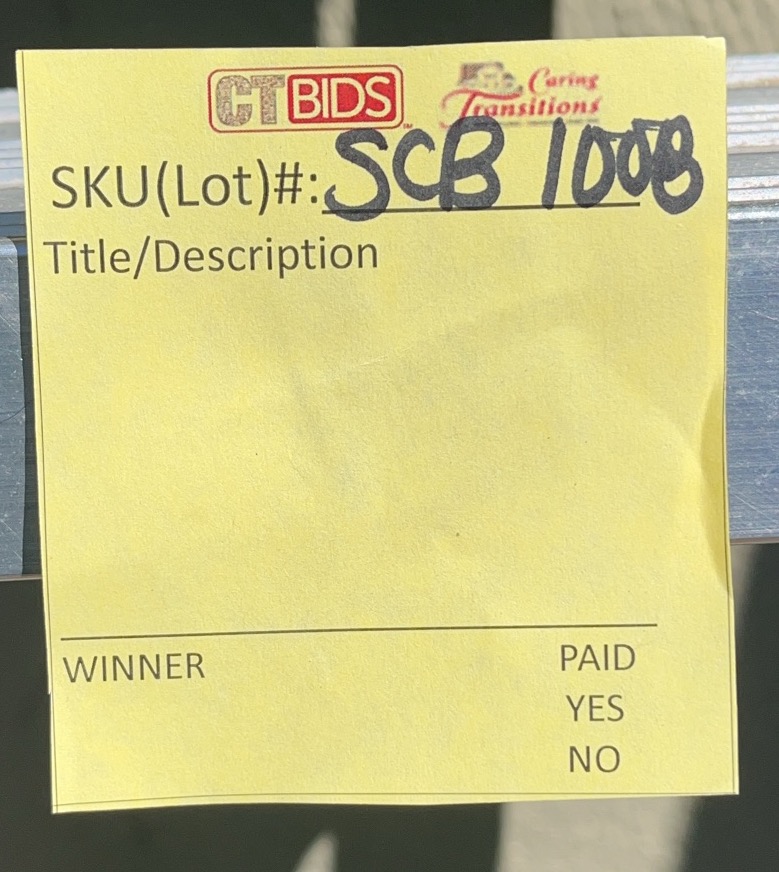 CTBIDS
Caring
Transitions
SKU(Lot)#: SCB 1008
Title/Description
WINNER PAID
YES
NO